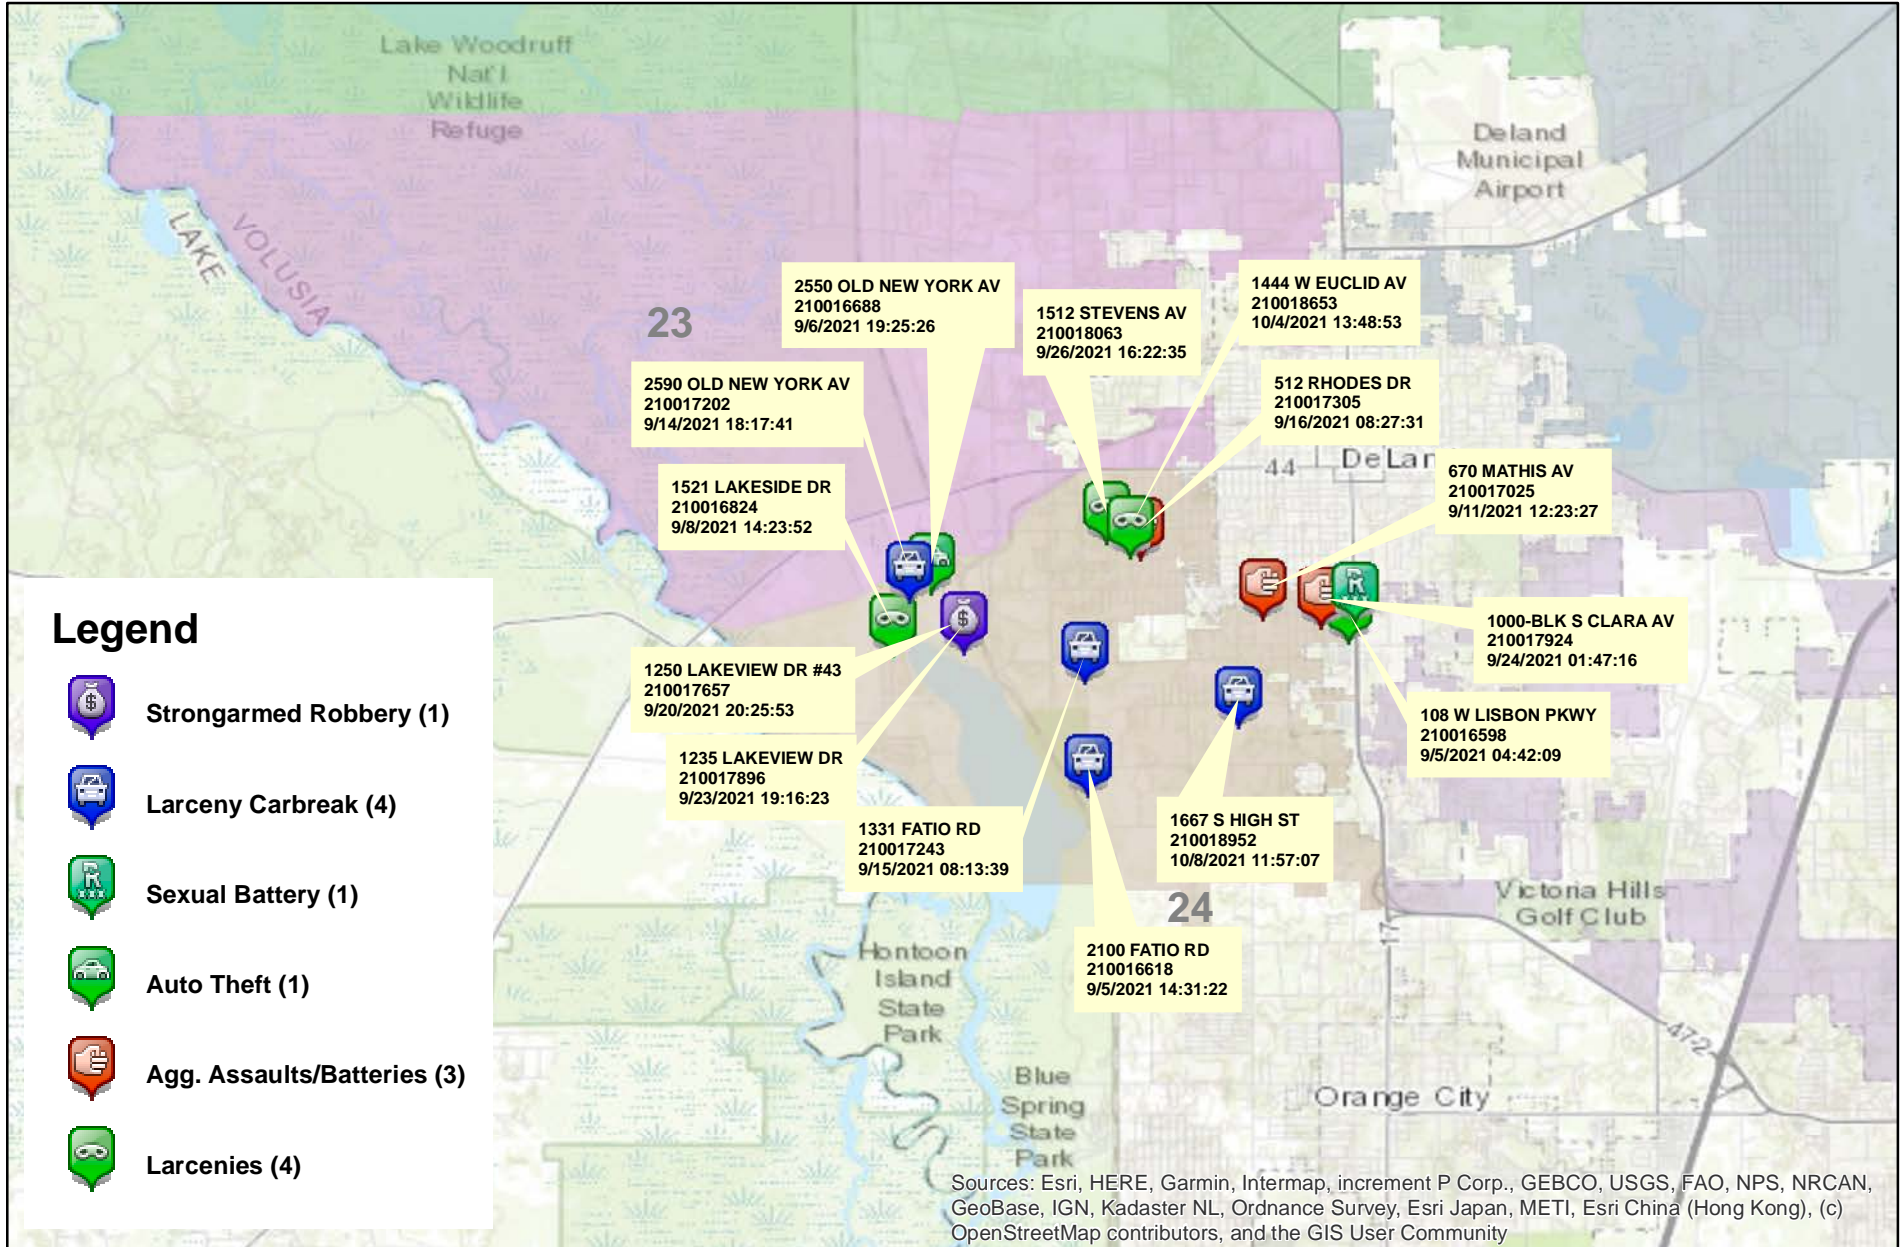 Lake Woodruff
Nat'l
Wildlife
Refuge
Deland
Municipal
Airport
LAKE
VOLUSIA
23
2550 OLD NEW YORK AV
210016688
9/6/2021 19:25:26
1512 STEVENS AV
210018063
9/26/2021 16:22:35
1444 W EUCLID AV
210018653
10/4/2021 13:48:53
2590 OLD NEW YORK AV
210017202
9/14/2021 18:17:41
512 RHODES DR
210017305
9/16/2021 08:27:31
44
DeLan
670 MATHIS AV
210017025
9/11/2021 12:23:27
1521 LAKESIDE DR
210016824
9/8/2021 14:23:52
1000-BLK S CLARA AV
210017924
9/24/2021 01:47:16
1250 LAKEVIEW DR #43
210017657
9/20/2021 20:25:53
108 W LISBON PKWY
210016598
9/5/2021 04:42:09
1235 LAKEVIEW DR
210017896
9/23/2021 19:16:23
1331 FATIO RD
210017243
9/15/2021 08:13:39
1667 S HIGH ST
210018952
10/8/2021 11:57:07
24
Victoria Hills
Golf Club
17
2100 FATIO RD
210016618
9/5/2021 14:31:22
Hontoon
Island
State
Park
47-2
Blue
Spring
State
Park
Orange City
Legend
$ Strongarmed Robbery (1)
Larceny Carbreak (4)
R Sexual Battery (1)
Auto Theft (1)
Agg. Assaults/Batteries (3)
Larcenies (4)
$
R
Sources: Esri, HERE, Garmin, Intermap, increment P Corp., GEBCO, USGS, FAO, NPS, NRCAN,
GeoBase, IGN, Kadaster NL, Ordnance Survey, Esri Japan, METI, Esri China (Hong Kong), (c)
OpenStreetMap contributors, and the GIS User Community